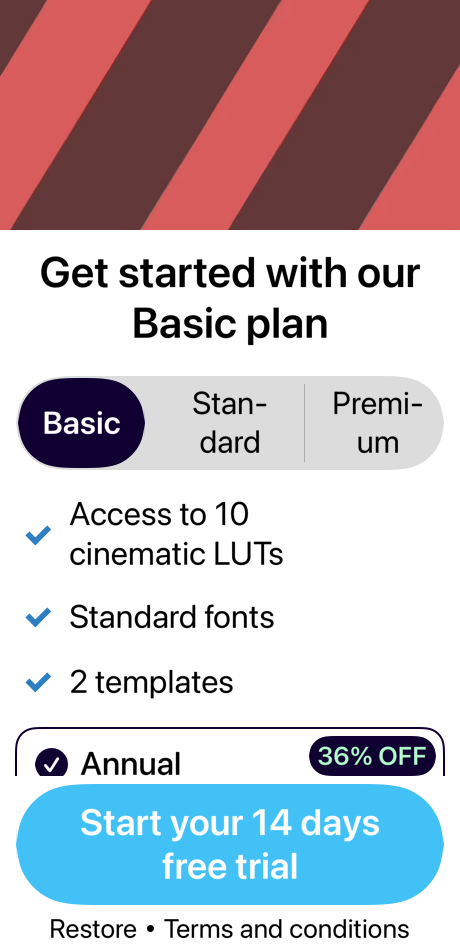 Get started with our
Basic plan
Basic
Stan-
dard
Premi-
um
Access to 10
cinematic LUTs
Standard fonts
2 templates
36% OFF
Annual
Start your 14 days
free trial
Restore • Terms and conditions